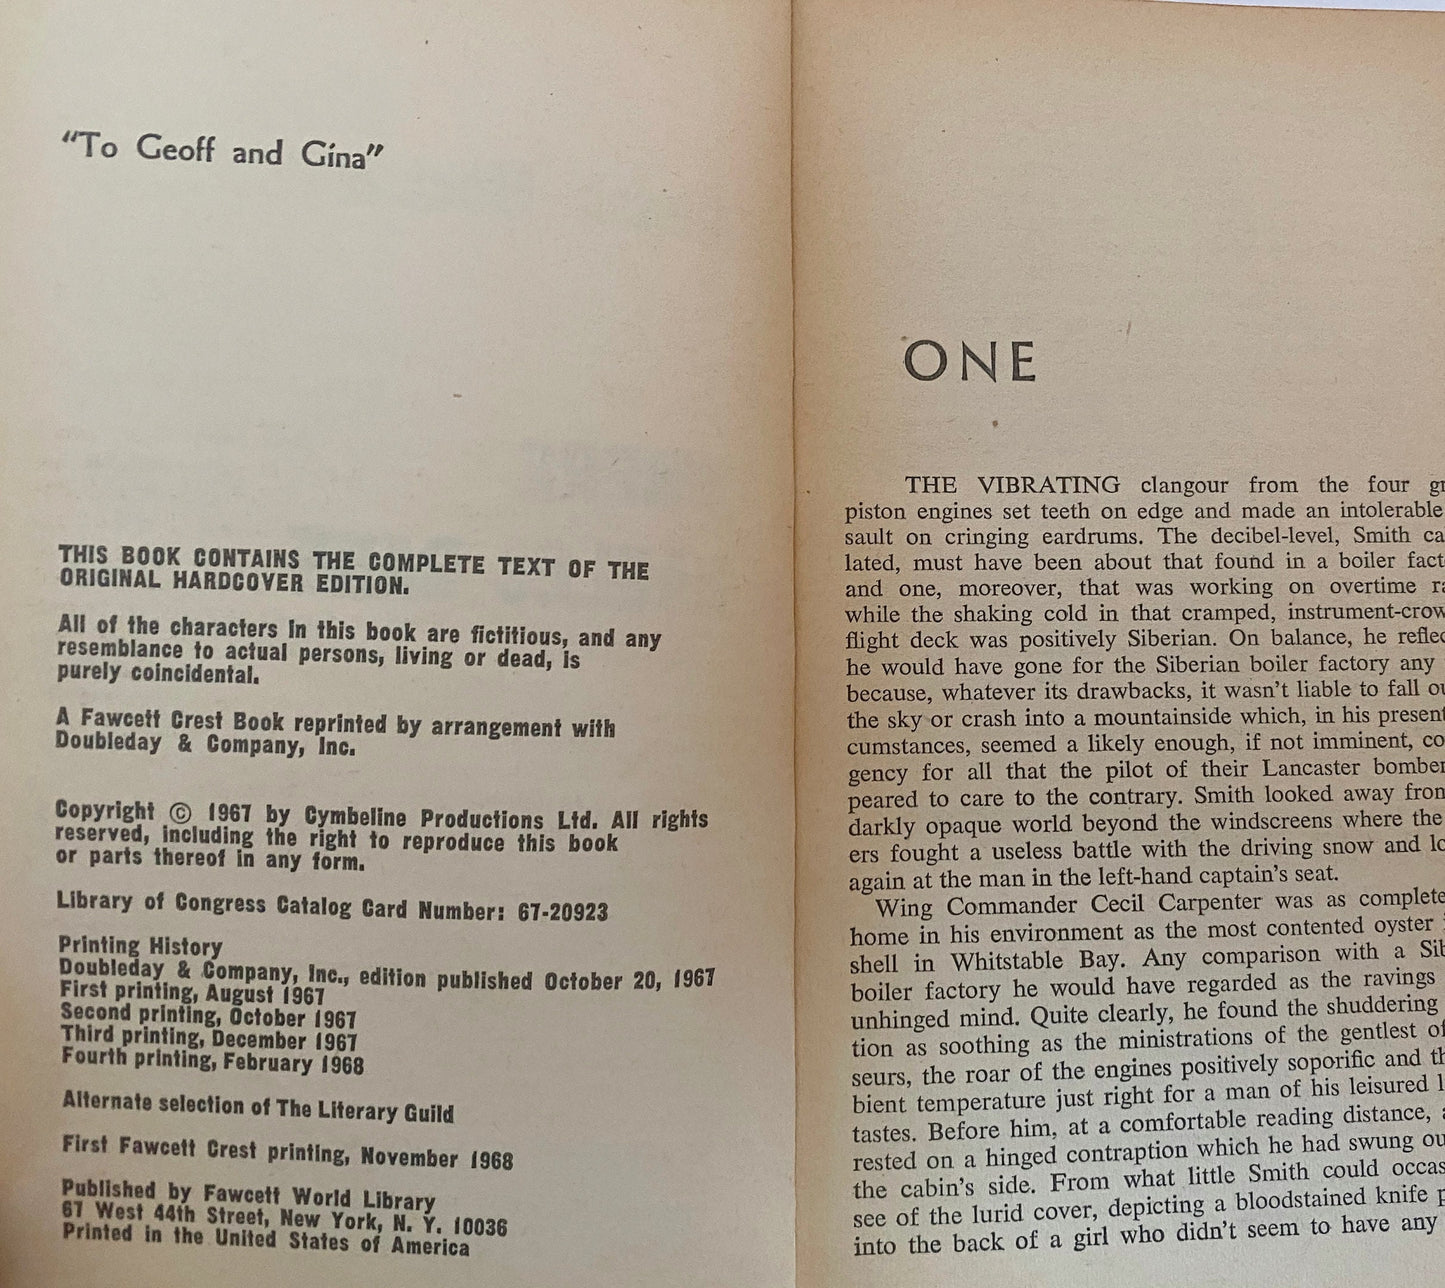 "To Geoff and Gina"
THIS BOOK CONTAINS THE COMPLETE TEXT OF THE
ORIGINAL HARDCOVER EDITION.
All of the characters in this book are fictitious, and any
resemblance to actual persons, living or dead, is
purely coincidental.
A Fawcett Crest Book reprinted by arrangement with
Doubleday & Company, Inc.
Copyright © 1967 by Cymbeline Productions Ltd. All rights
reserved, including the right to reproduce this book
or parts thereof in any form.
Library of Congress Catalog Card Number: 67-20923
Printing History
Doubleday & Company, Inc., edition published October 20, 1967
First printing, August 1967
Second printing, October 1967
Third printing, December 1967
Fourth printing, February 1968
Alternate selection of The Literary Guild
First Fawcett Crest printing, November 1968
Published by Fawcett World Library
67 West 44th Street, New York, N. Y. 10036
Printed in the United States of America
ONE
THE VIBRATING clangour from the four
piston engines set teeth on edge and made an intolerable
sault on cringing eardrums. The decibel-level, Smith
lated, must have been about that found in a boiler
and one, moreover, that was working on overtime
while the shaking cold in that cramped,
flight deck was positively Siberian. On balance, he
he would have gone for the Siberian boiler factory any
because, whatever its drawbacks, it wasn't liable to fall
the sky or crash into a mountainside which, in his present
cumstances, seemed a likely enough, if not imminent,
gency for all that the pilot of their Lancaster bomber
peared to care to the contrary. Smith looked away from
darkly opaque world beyond the windscreens where the
ers fought a useless battle with the driving snow and
again at the man in the left-hand captain's seat.
Wing Commander Cecil Carpenter was as
home in his environment as the most contented oyster
shell in Whitstable Bay. Any comparison with a
boiler factory he would have regarded as the ravings
unhinged mind. Quite clearly, he found the shuddering
tion as soothing as the ministrations of the gentlest of
seurs, the roar of the engines positively soporific and
bient temperature just right for a man of his leisured
tastes. Before him, at a comfortable reading distance,
rested on a hinged contraption which he had swung
the cabin's side. From what little Smith could
see of the lurid cover, depicting a bloodstained knife
into the back of a girl who didn't seem to have any